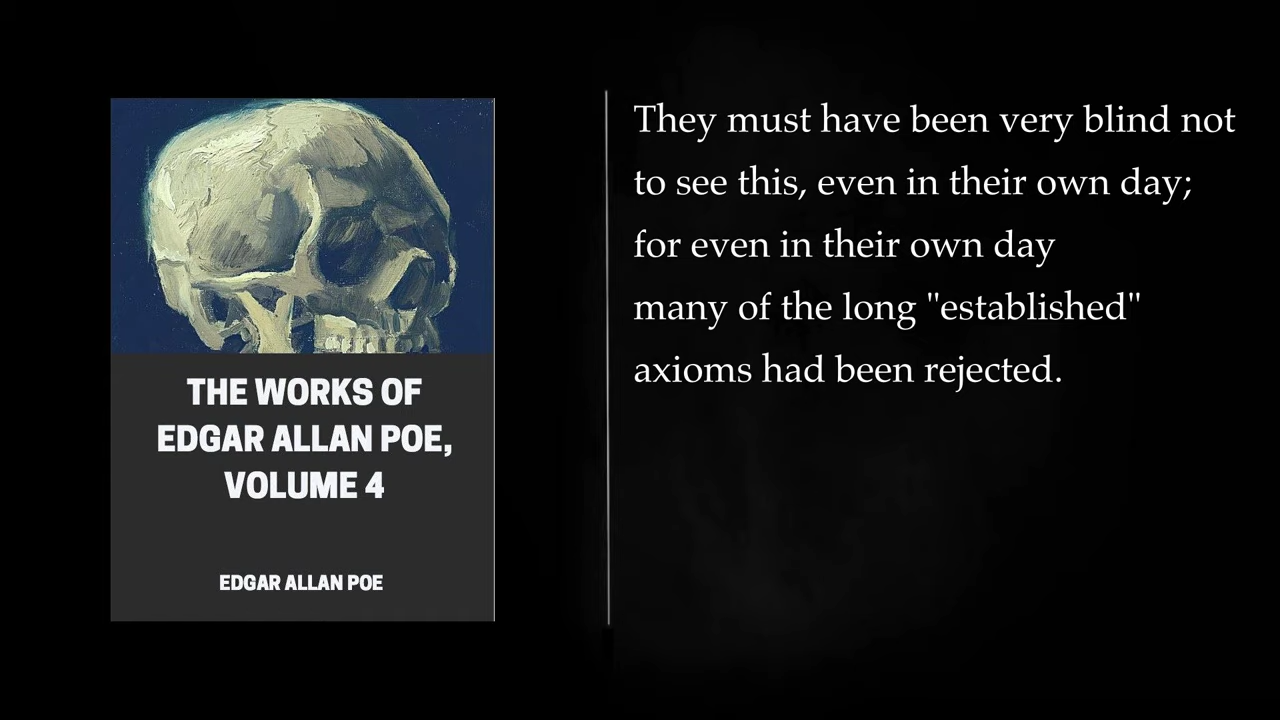 THE WORKS OF
EDGAR ALLAN POE,
VOLUME 4
EDGAR ALLAN POE
They must have been very blind not
to see this, even in their own day;
for even in their own day
many of the long "established"
axioms had been rejected.